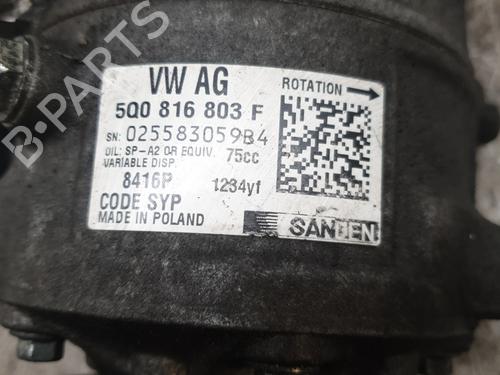 VW AG
ROTATION
5Q0 816 803 F
SN: 025583059B4
OIL: SP-A2 OR EQUIV. 75cc
VARIABLE DISP.
8416P 1234yf
CODE SYP
MADE IN POLAND
SANDEN
B-PARTS